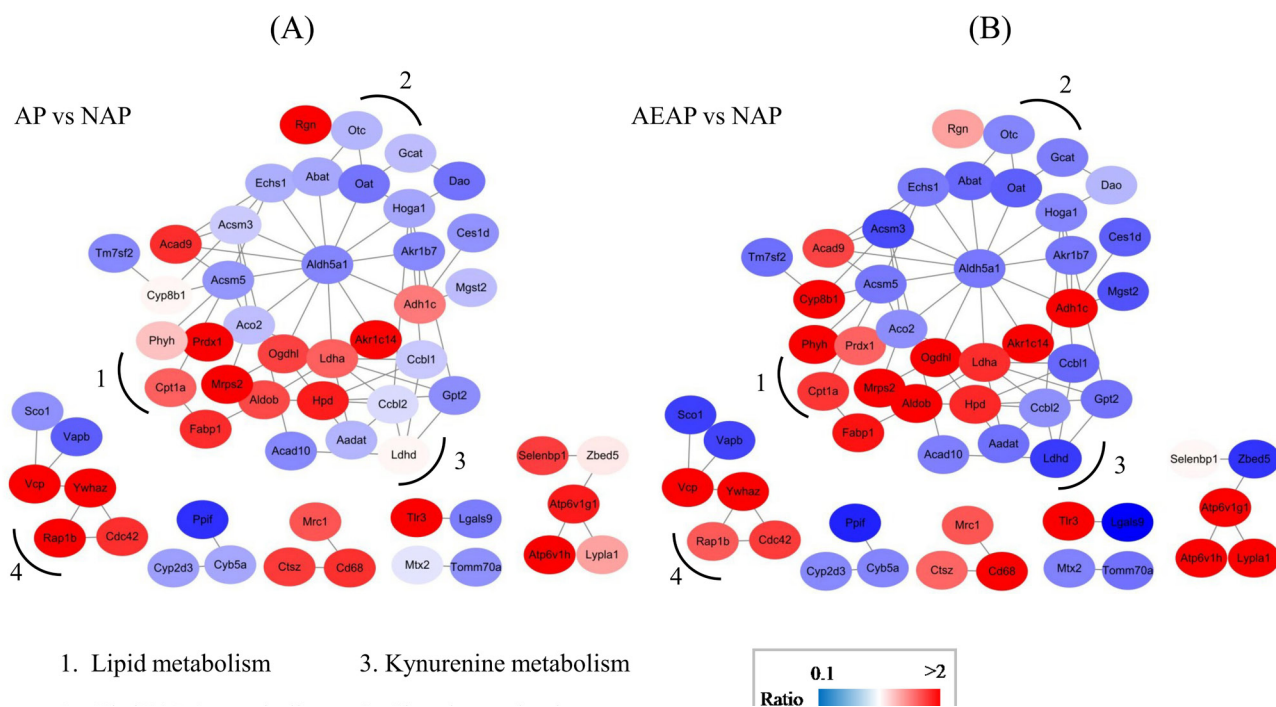 (A)
(B)
AP vs NAP
AEAP vs NAP
2
Rgn
Otc
Gcat
Echs1
Abat
Oat
Dao
Hoga1
Acsm3
Ces1d
Acad9
Akr1b7
Tm7sf2
Aldh5a1
Acsm5
Mgst2
Cyp8b1
Adh1c
Aco2
Phyh
Prdx1
Akr1c14
Ogdhl
Ldha
Ccbl1
1
Cpt1a
Mrps2
Aldob
Hpd
Ccbl2
Gpt2
Sco1
Fabp1
Vapb
Acad10
Aadat
Ldhd
3
Selenbp1
Zbed5
Vcp
Ywhaz
Atp6v1g1
Ppif
Mrc1
Tlr3
Lgals9
Rap1b
Cdc42
Atp6v1h
Lypla1
4
Cyp2d3
Cyb5a
Ctsz
Cd68
Mtx2
Tomm70a
2
Rgn
Otc
Gcat
Echs1
Abat
Oat
Dao
Hoga1
Acsm3
Ces1d
Acad9
Akr1b7
Tm7sf2
Aldh5a1
Acsm5
Mgst2
Cyp8b1
Adh1c
Aco2
Phyh
Prdx1
Akr1c14
Ogdhl
Ldha
Ccbl1
1
Cpt1a
Mrps2
Aldob
Hpd
Ccbl2
Gpt2
Sco1
Fabp1
Vapb
Acad10
Aadat
Ldhd
3
Selenbp1
Zbed5
Vcp
Ywhaz
Atp6v1g1
Ppif
Mrc1
Tlr3
Lgals9
Rap1b
Cdc42
Atp6v1h
Lypla1
4
Cyp2d3
Cyb5a
Ctsz
Cd68
Mtx2
Tomm70a
1. Lipid metabolism
3. Kynurenine metabolism
0.1
>2
Ratio